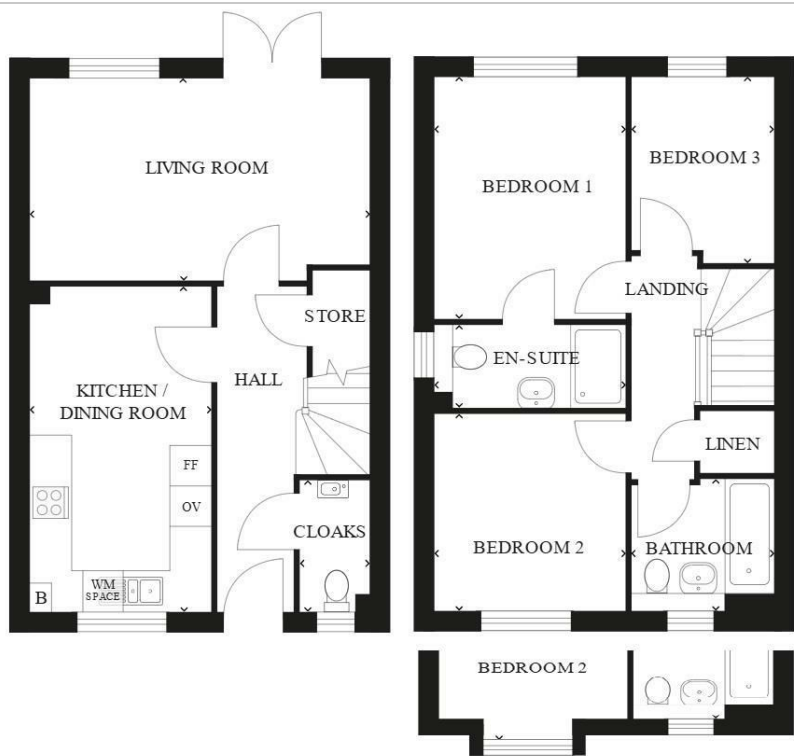 LIVING ROOM
STORE
HALL
KITCHEN /
DINING ROOM
FF
OV
CLOAKS
WM
SPACE
B
BEDROOM 1
BEDROOM 3
LANDING
EN-SUITE
LINEN
BEDROOM 2
BATHROOM
BEDROOM 2